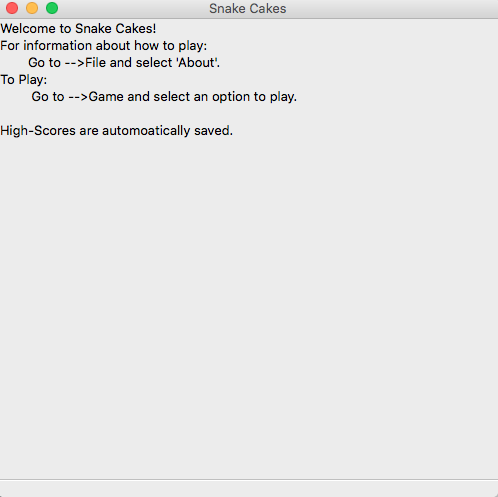 Snake Cakes
Welcome to Snake Cakes!
For information about how to play:
Go to -->File and select 'About'.
To Play:
Go to -->Game and select an option to play.
High-Scores are automoatically saved.